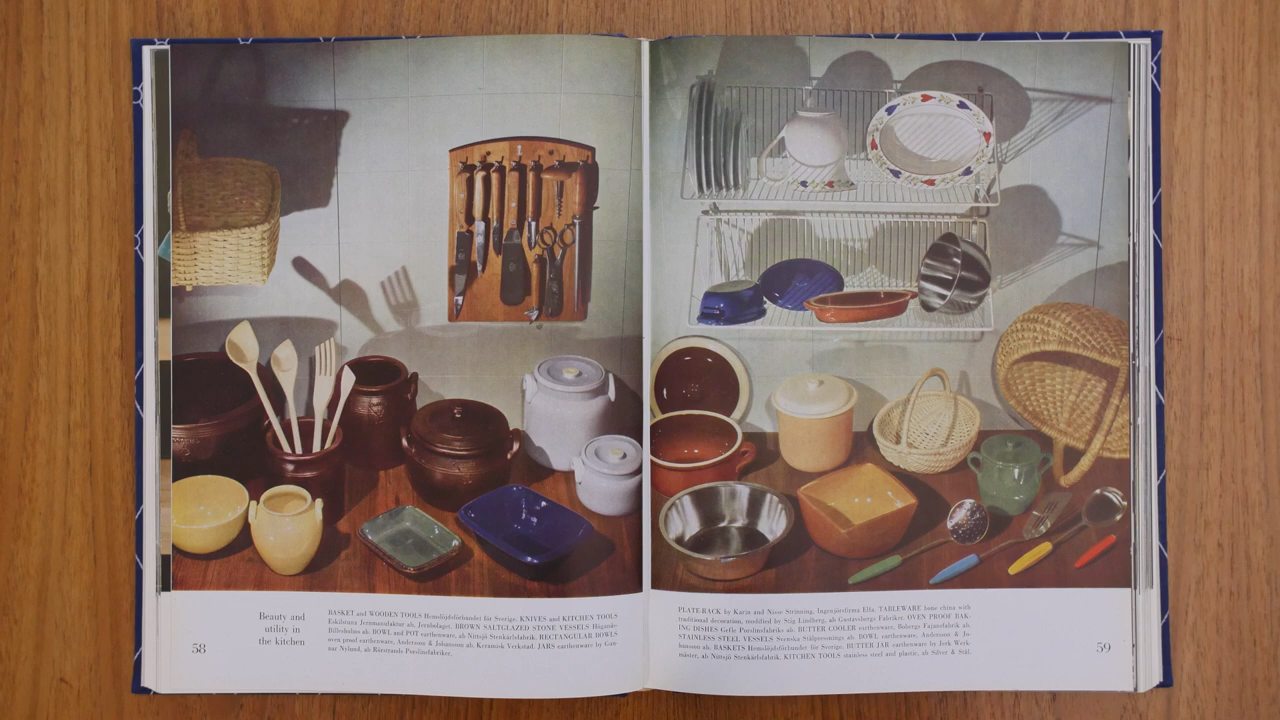 Beauty and
utility in
the kitchen
58
BASKET and WOODEN TOOLS Hemslöjdsförbundet för Sverige. KNIVES and KITCHEN TOOLS
Eskilstuna Jernmanufaktur ab, Jernbolaget. BROWN SALTGLAZED STONE VESSELS Höganäs-
Billesholms ab. BOWL and POT earthenware, ab Nittsjö Stenkärlsfabrik. RECTANGULAR BOWLS
oven proof earthenware, Andersson & Johansson ab, Keramisk Verkstad. JARS earthenware by Gun-
nar Nylund, ab Rörstrands Porslinsfabriker.
PLATE-RACK by Karin and Nisse Strinning, Ingenjörsfirma Elfa. TABLEWARE bone china with
traditional decoration, modified by Stig Lindberg, ab Gustavsbergs Fabriker. OVEN PROOF BAK-
ING DISHES Gefle Porslinsfabriks ab. BUTTER COOLER earthenware, Bobergs Fajansfabrik ab.
STAINLESS STEEL VESSELS Svenska Stålpressnings ab. BOWL earthenware, Andersson & Jo-
hansson ab. BASKETS Hemslöjdsförbundet för Sverige. BUTTER JAR earthenware by Jerk Werk-
mäster, ab Nittsjö Stenkärlsfabrik. KITCHEN TOOLS stainless steel and plastic, ab Silver & Stål.
59